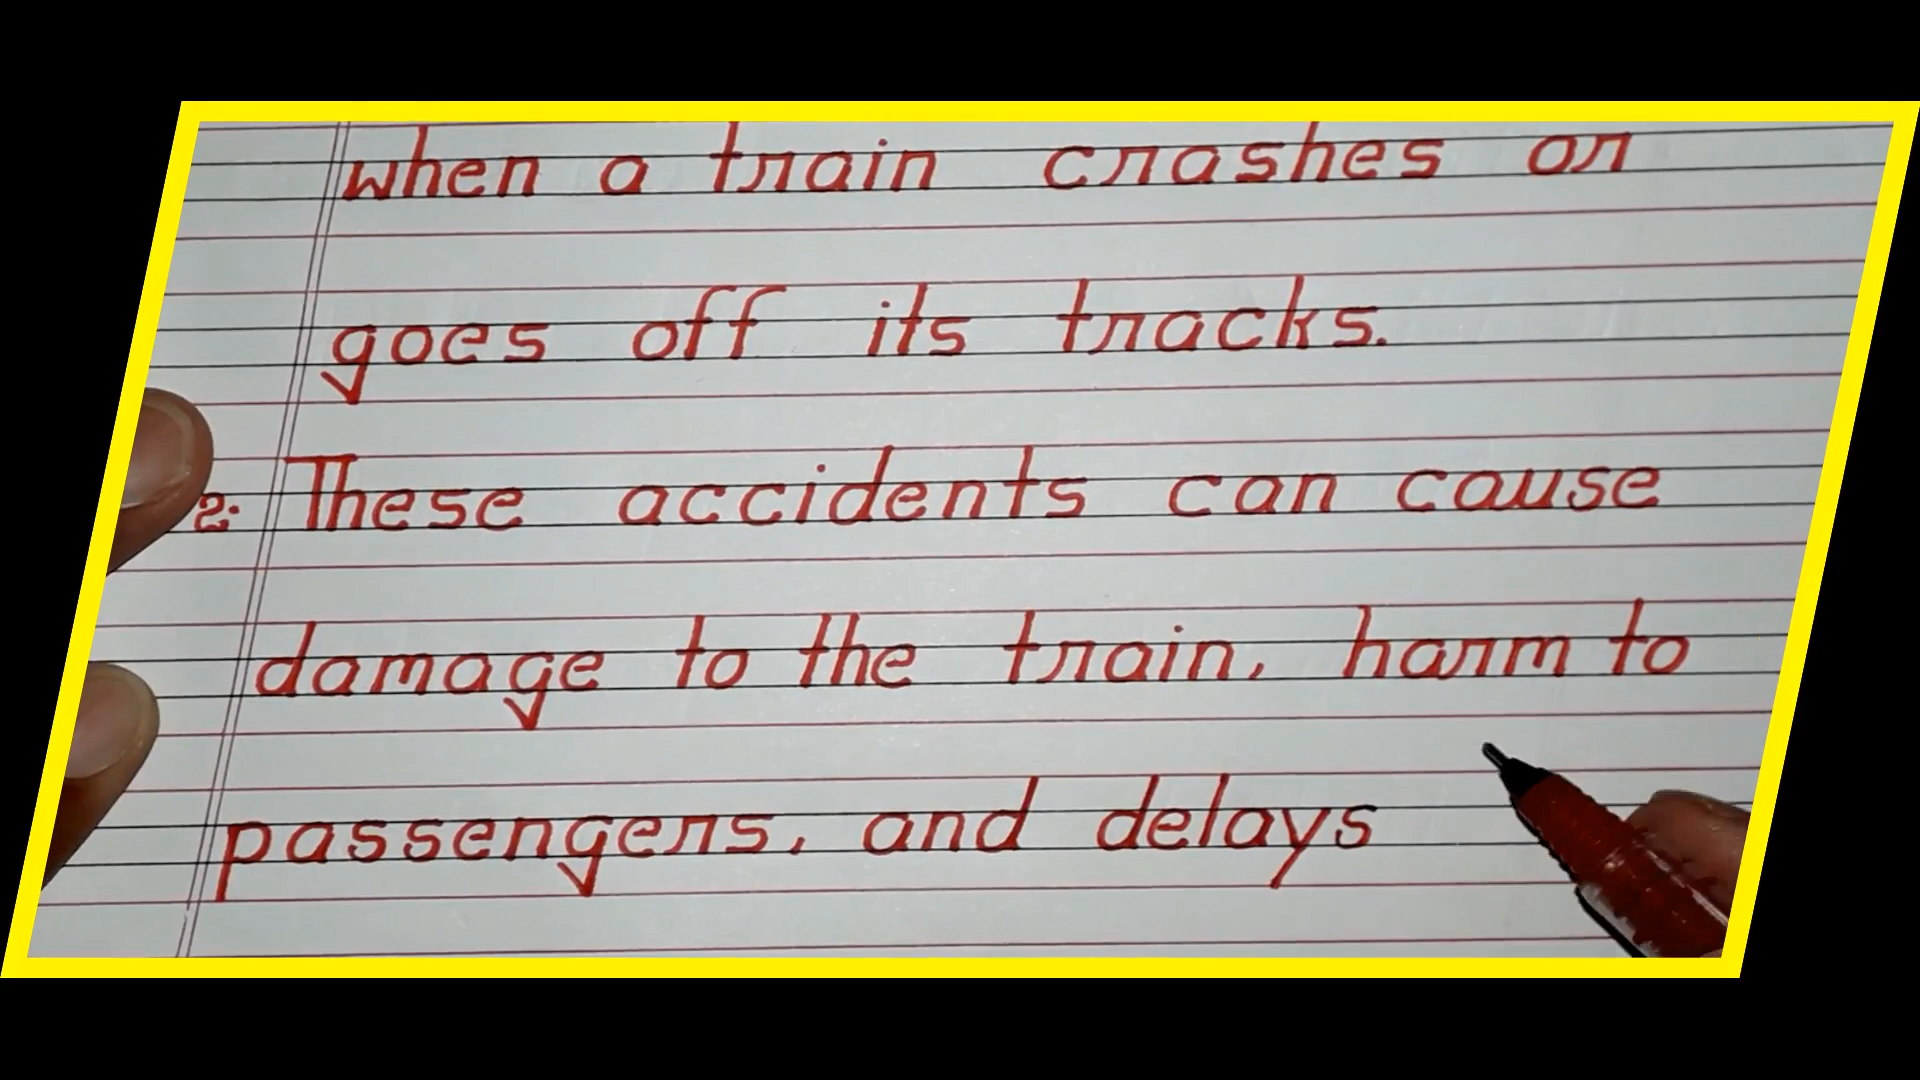 when a train crashes or
goes off its tracks.
2. These accidents can cause
damage to the train, harm to
passengers, and delays